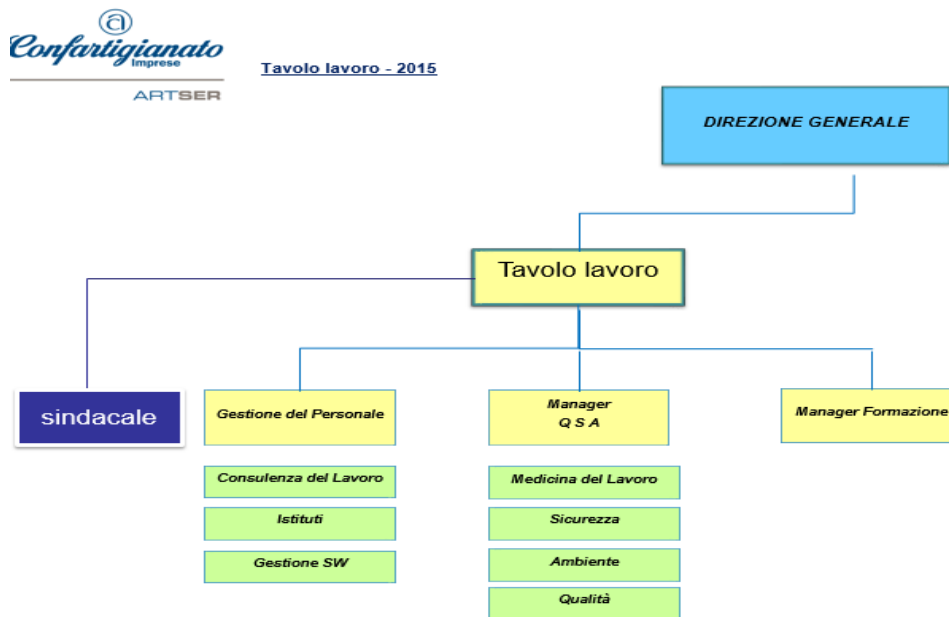 Confartigianato
Imprese
ARTSER
Tavolo lavoro - 2015
DIREZIONE GENERALE
Tavolo lavoro
sindacale
Gestione del Personale
Manager
Q S A
Manager Formazione
Consulenza del Lavoro
Istituti
Gestione SW
Medicina del Lavoro
Sicurezza
Ambiente
Qualità